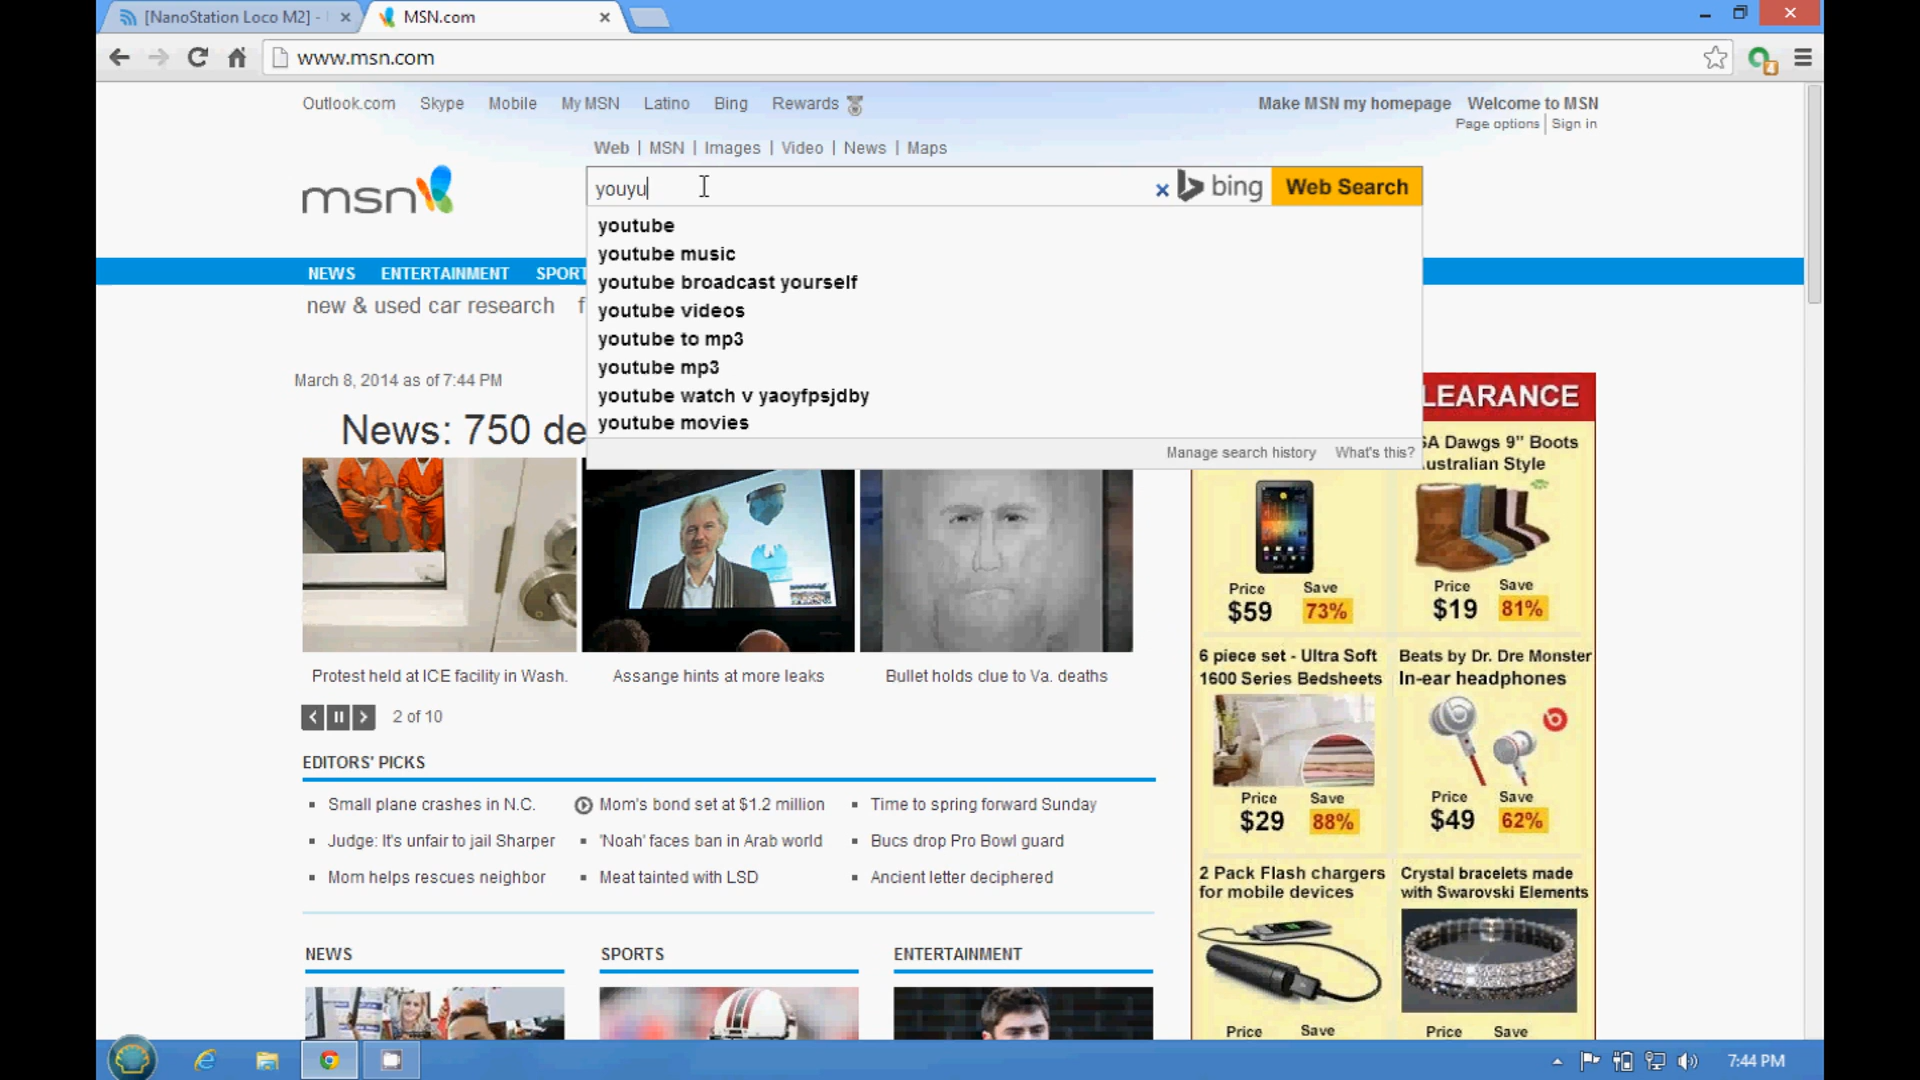 [NanoStation Loco M2] -
MSN.com
www.msn.com
4
Outlook.com Skype Mobile My MSN Latino Bing Rewards
Make MSN my homepage Welcome to MSN
Page options | Sign in
Web | MSN | Images | Video | News | Maps
msn
youyu
bing
Web Search
youtube
youtube music
youtube broadcast yourself
youtube videos
youtube to mp3
youtube mp3
youtube watch v yaoyfpsjdby
youtube movies
Manage search history What's this?
NEWS ENTERTAINMENT SPORT
new & used car research f
March 8, 2014 as of 7:44 PM
News: 750 de
Protest held at ICE facility in Wash.
Assange hints at more leaks
Bullet holds clue to Va. deaths
2 of 10
EDITORS' PICKS
Small plane crashes in N.C.
Mom's bond set at $1.2 million
Time to spring forward Sunday
Judge: It's unfair to jail Sharper
'Noah' faces ban in Arab world
Bucs drop Pro Bowl guard
Mom helps rescues neighbor
Meat tainted with LSD
Ancient letter deciphered
NEWS
SPORTS
ENTERTAINMENT
LEARANCE
SA Dawgs 9" Boots
ustralian Style
Price Save
$59 73%
Price Save
$19 81%
6 piece set - Ultra Soft
1600 Series Bedsheets
Beats by Dr. Dre Monster
In-ear headphones
Price Save
$29 88%
Price Save
$49 62%
2 Pack Flash chargers
for mobile devices
Crystal bracelets made
with Swarovski Elements
Price Save
Price Save
7:44 PM